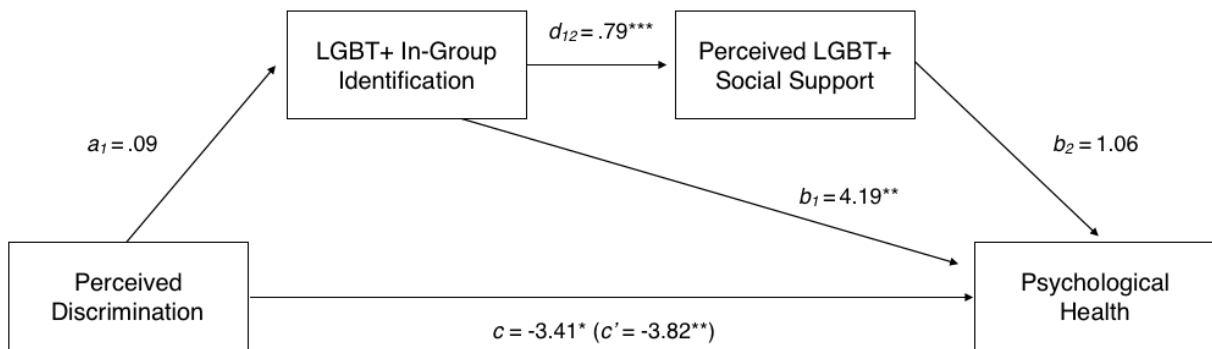 d12 = .79***
LGBT+ In-Group
Identification
Perceived LGBT+
Social Support
a1 = .09
b2 = 1.06
b1 = 4.19**
Perceived
Discrimination
Psychological
Health
c = -3.41* (c’ = -3.82**)